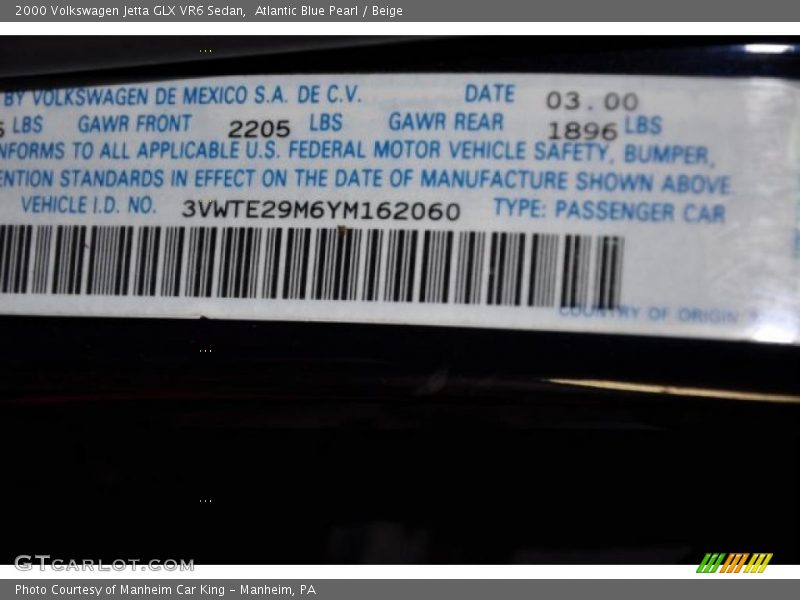 2000 Volkswagen Jetta GLX VR6 Sedan, Atlantic Blue Pearl / Beige
BY VOLKSWAGEN DE MEXICO S.A. DE C.V. DATE 03.00
LBS GAWR FRONT 2205 LBS GAWR REAR 1896 LBS
NFORMS TO ALL APPLICABLE U.S. FEDERAL MOTOR VEHICLE SAFETY, BUMPER,
ENTION STANDARDS IN EFFECT ON THE DATE OF MANUFACTURE SHOWN ABOVE.
VEHICLE I.D. NO. 3VWTE29M6YM162060 TYPE: PASSENGER CAR
COUNTRY OF ORIGIN:
GTCARLOT.COM
Photo Courtesy of Manheim Car King - Manheim, PA